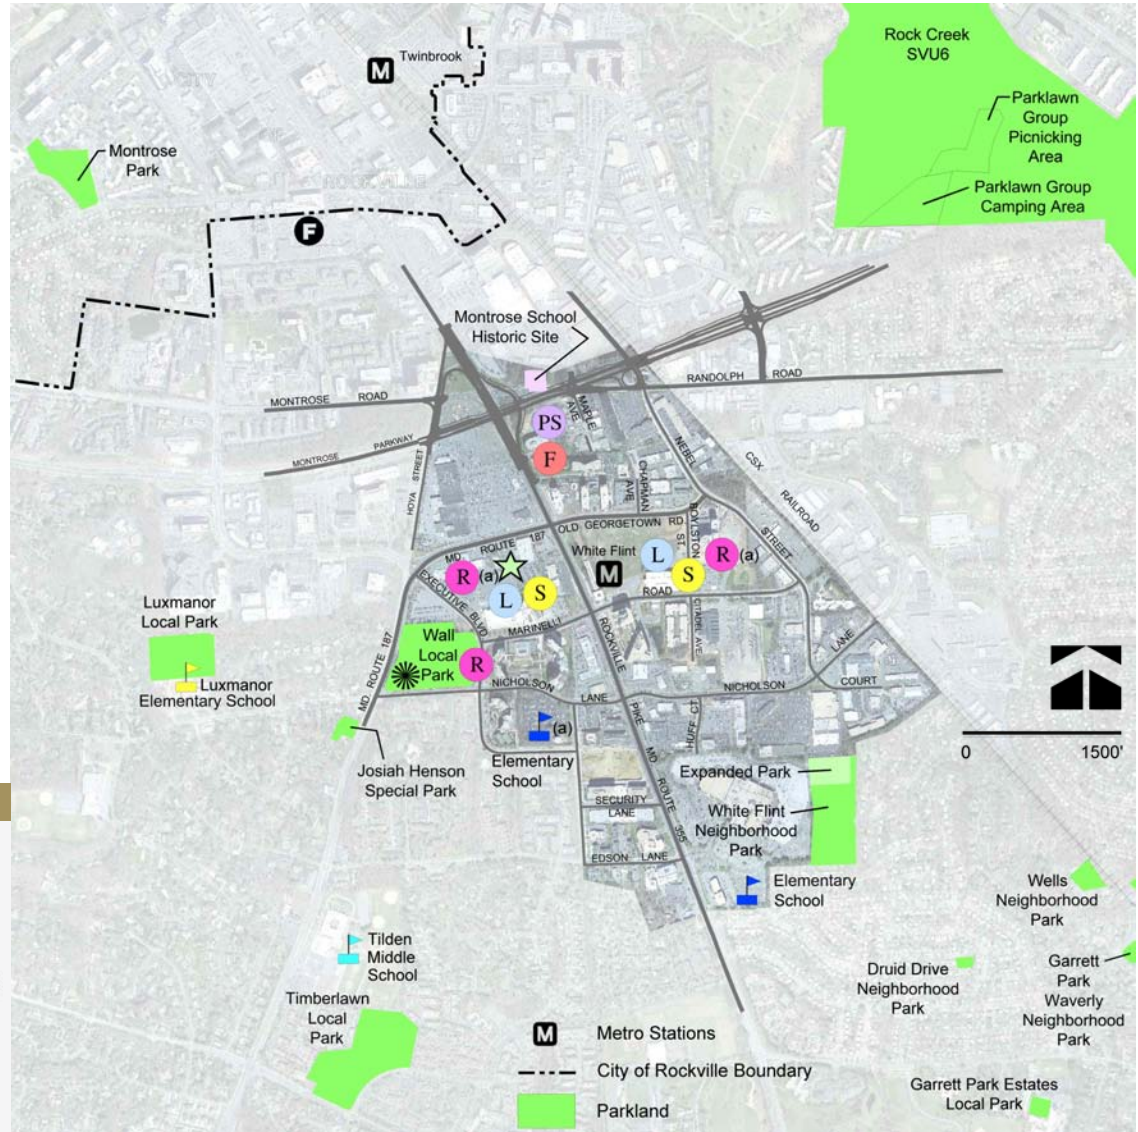 Rock Creek
SVU6
Parklawn
Group
Picnicking
Area
Parklawn Group
Camping Area
M
Twinbrook
Montrose
Park
F
Montrose School
Historic Site
MONTROSE ROAD
RANDOLPH ROAD
MONTROSE PARKWAY
HOYA STREET
PS
F
MAPLE
AVE
CHAPMAN
AVE
NEBEL
STREET
CSX
RAILROAD
OLD GEORGETOWN RD.
MD ROUTE 187
BOYLSTON
ST
White Flint
M
L
S
R
(a)
R
(a)
L
S
EXECUTIVE BLVD
MARINELLI
ROAD
CITADEL AVE
ROCKVILLE
PIKE
MD ROUTE 355
Luxmanor
Local Park
Luxmanor
Elementary School
MD ROUTE 187
Wall
Local
Park
R
NICHOLSON
LANE
NICHOLSON
LANE
COURT
HUFF CT
(a)
Elementary
School
Josiah Henson
Special Park
0
1500'
Expanded Park
White Flint
Neighborhood
Park
SECURITY
LANE
EDSON LANE
Elementary
School
Wells
Neighborhood
Park
Tilden
Middle
School
Druid Drive
Neighborhood
Park
Garrett
Park
Waverly
Neighborhood
Park
Timberlawn
Local
Park
M
Metro Stations
City of Rockville Boundary
Parkland
Garrett Park Estates
Local Park